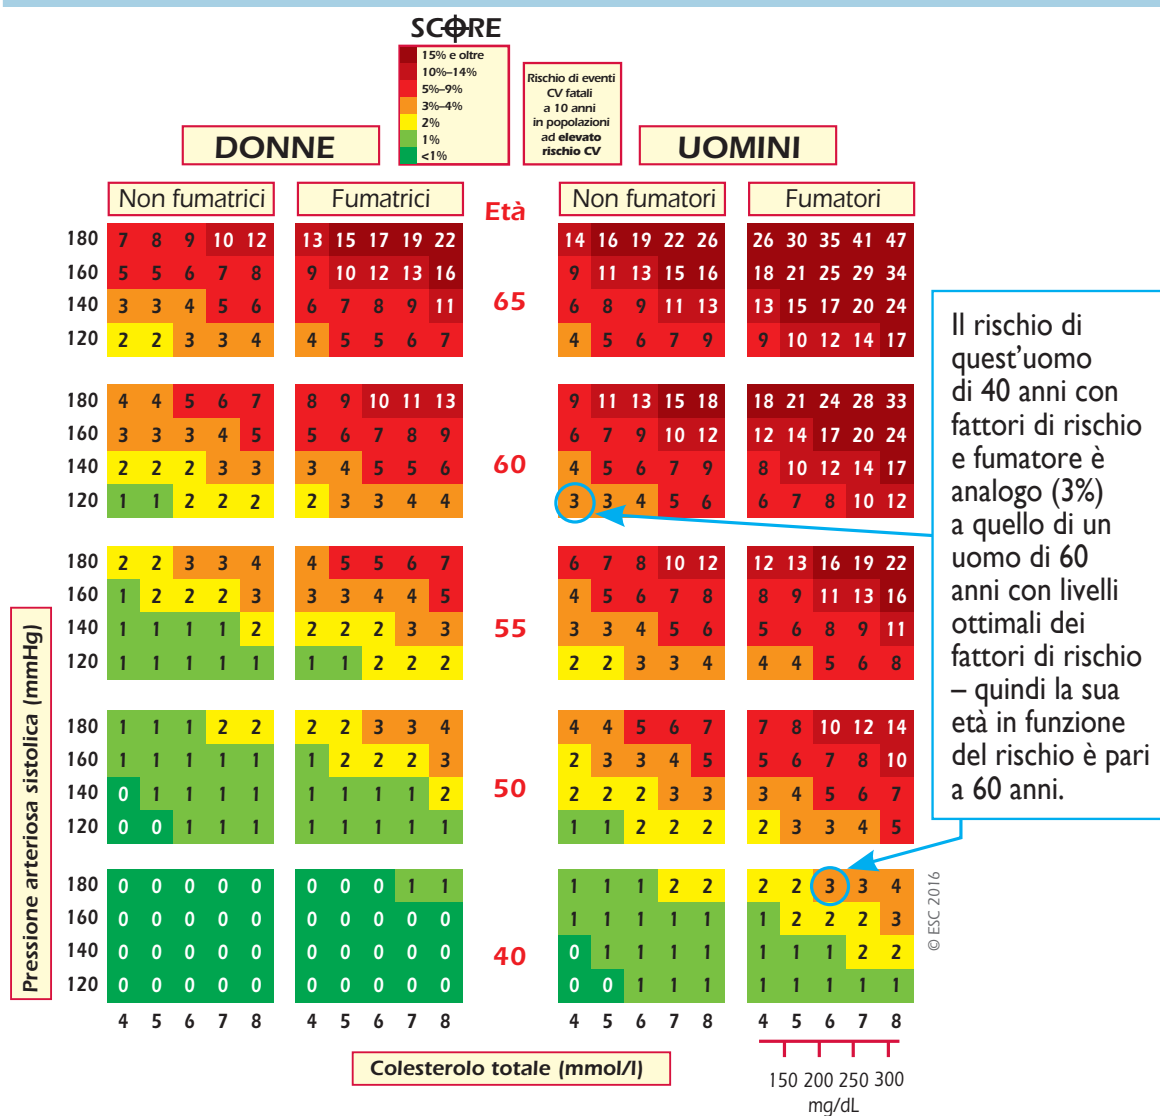 SCORE
15% e oltre
10%–14%
5%–9%
3%–4%
2%
1%
<1%
Rischio di eventi
CV fatali
a 10 anni
in popolazioni
ad elevato
rischio CV
DONNE
UOMINI
Non fumatrici
Fumatrici
Età
Non fumatori
Fumatori
180 7 8 9 10 12 13 15 17 19 22 14 16 19 22 26 26 30 35 41 47
160 5 5 6 7 8 9 10 12 13 16 9 11 13 15 16 18 21 25 29 34
65
140 3 3 4 5 6 6 7 8 9 11 6 8 9 11 13 13 15 17 20 24
120 2 2 3 3 4 4 5 5 6 7 4 5 6 7 9 9 10 12 14 17
180 4 4 5 6 7 8 9 10 11 13 9 11 13 15 18 18 21 24 28 33
160 3 3 3 4 5 5 6 7 8 9 6 7 9 10 12 12 14 17 20 24
60
140 2 2 2 3 3 3 4 5 5 6 4 5 6 7 9 8 10 12 14 17
120 1 1 2 2 2 2 3 3 4 4 3 3 4 5 6 6 7 8 10 12
180 2 2 3 3 4 4 5 5 6 7 6 7 8 10 12 12 13 16 19 22
160 1 2 2 2 3 3 3 4 4 5 4 5 6 7 8 8 9 11 13 16
55
140 1 1 1 1 2 2 2 2 3 3 3 3 4 5 6 5 6 8 9 11
120 1 1 1 1 1 1 1 2 2 2 2 2 3 3 4 4 4 5 6 8
180 1 1 1 2 2 2 2 3 3 4 4 4 5 6 7 7 8 10 12 14
160 1 1 1 1 1 1 2 2 2 3 2 3 3 4 5 5 6 7 8 10
50
140 0 1 1 1 1 1 1 1 1 2 2 2 2 3 3 3 4 5 6 7
120 0 0 1 1 1 1 1 1 1 1 1 1 2 2 2 2 3 3 4 5
180 0 0 0 0 0 0 0 0 1 1 1 1 1 2 2 2 2 3 3 4
160 0 0 0 0 0 0 0 0 0 0 1 1 1 1 1 1 2 2 2 3
40
140 0 0 0 0 0 0 0 0 0 0 0 1 1 1 1 1 1 1 2 2
120 0 0 0 0 0 0 0 0 0 0 0 0 1 1 1 1 1 1 1 1
4 5 6 7 8 4 5 6 7 8 4 5 6 7 8 4 5 6 7 8
Pressione arteriosa sistolica (mmHg)
Colesterolo totale (mmol/l)
150 200 250 300
mg/dL
Il rischio di
quest'uomo
di 40 anni con
fattori di rischio
e fumatore è
analogo (3%)
a quello di un
uomo di 60
anni con livelli
ottimali dei
fattori di rischio
– quindi la sua
età in funzione
del rischio è pari
a 60 anni.
© ESC 2016